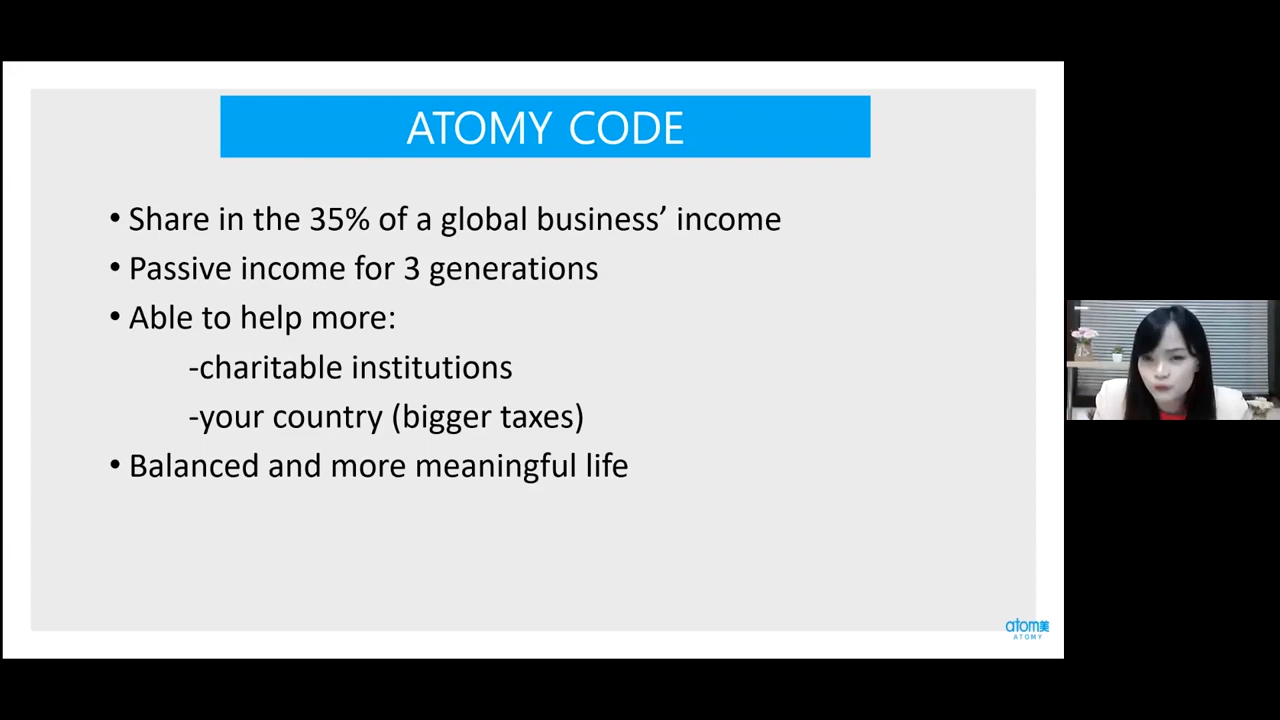 ATOMY CODE
• Share in the 35% of a global business’ income
• Passive income for 3 generations
• Able to help more:
-charitable institutions
-your country (bigger taxes)
• Balanced and more meaningful life
atom美
ATOMY